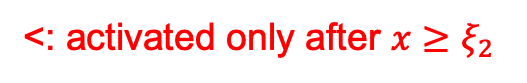 <: activated only after x ≥ ξ₂